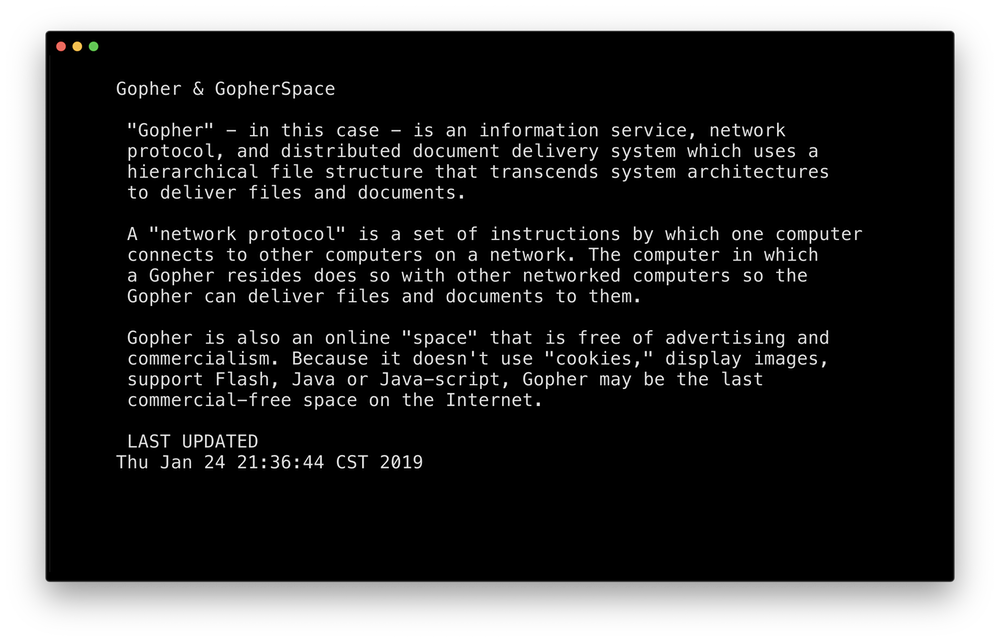 Gopher & GopherSpace
"Gopher" - in this case - is an information service, network
protocol, and distributed document delivery system which uses a
hierarchical file structure that transcends system architectures
to deliver files and documents.
A "network protocol" is a set of instructions by which one computer
connects to other computers on a network. The computer in which
a Gopher resides does so with other networked computers so the
Gopher can deliver files and documents to them.
Gopher is also an online "space" that is free of advertising and
commercialism. Because it doesn't use "cookies," display images,
support Flash, Java or Java-script, Gopher may be the last
commercial-free space on the Internet.
LAST UPDATED
Thu Jan 24 21:36:44 CST 2019